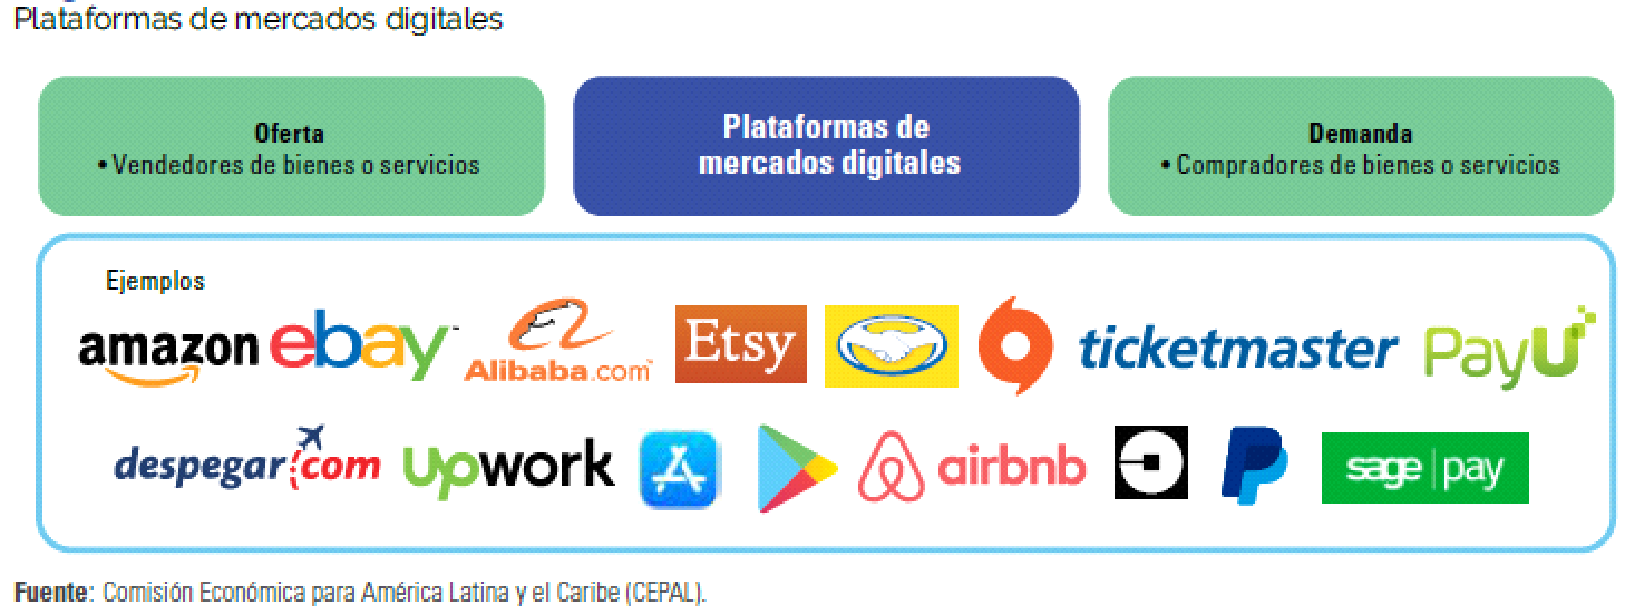 Plataformas de mercados digitales
Oferta
• Vendedores de bienes o servicios
Plataformas de
mercados digitales
Demanda
• Compradores de bienes o servicios
Ejemplos
amazon ebay Alibaba.com Etsy ticketmaster PayU
despegar.com upwork airbnb sage pay
Fuente: Comisión Económica para América Latina y el Caribe (CEPAL).